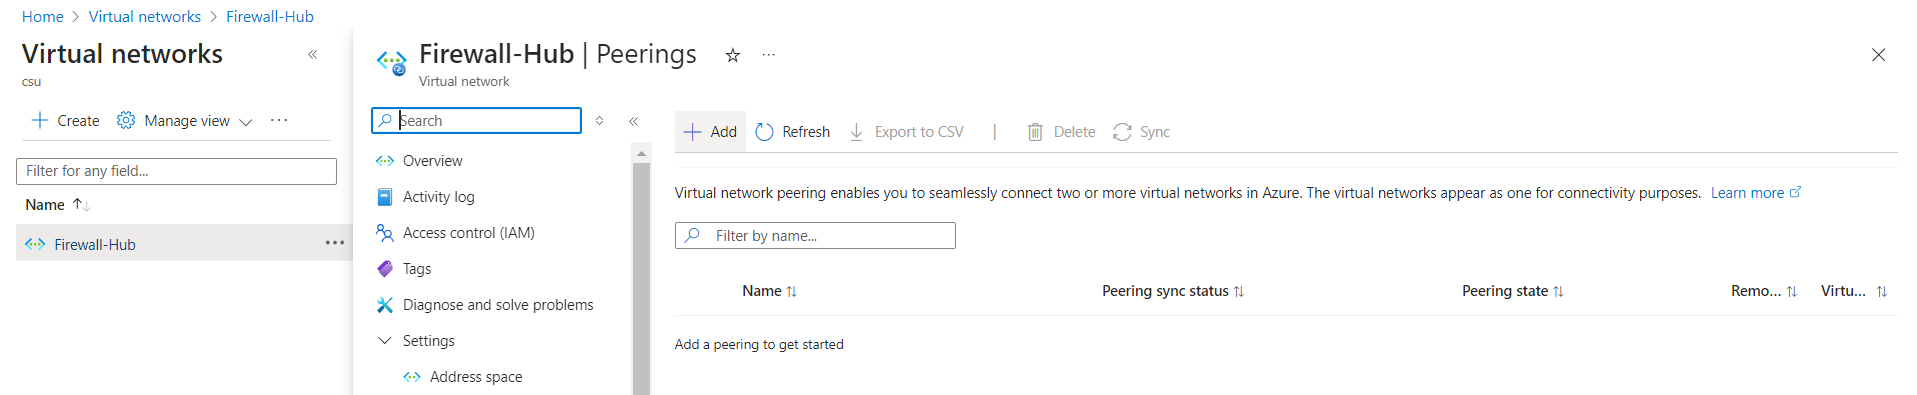 Home > Virtual networks > Firewall-Hub
Virtual networks «
csu
+ Create Manage view ···
Filter for any field...
Name ↑↓
Firewall-Hub ···
Firewall-Hub | Peerings ☆ ···
Virtual network
Search «
Overview
Activity log
Access control (IAM)
Tags
Diagnose and solve problems
Settings
Address space
+ Add Refresh Export to CSV | Delete Sync
Virtual network peering enables you to seamlessly connect two or more virtual networks in Azure. The virtual networks appear as one for connectivity purposes. Learn more
Filter by name...
Name ↑↓ Peering sync status ↑↓ Peering state ↑↓ Remo... ↑↓ Virtu... ↑↓
Add a peering to get started